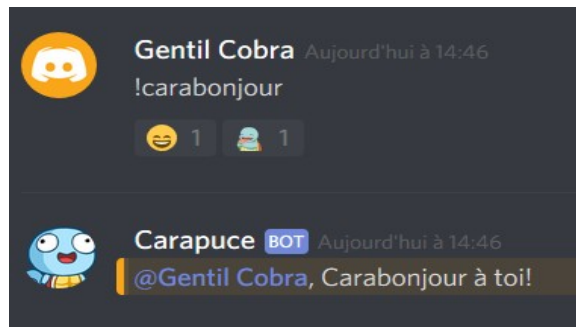 Gentil Cobra Aujourd'hui à 14:46
!carabonjour
1 1
Carapuce BOT Aujourd'hui à 14:46
@Gentil Cobra, Carabonjour à toi!